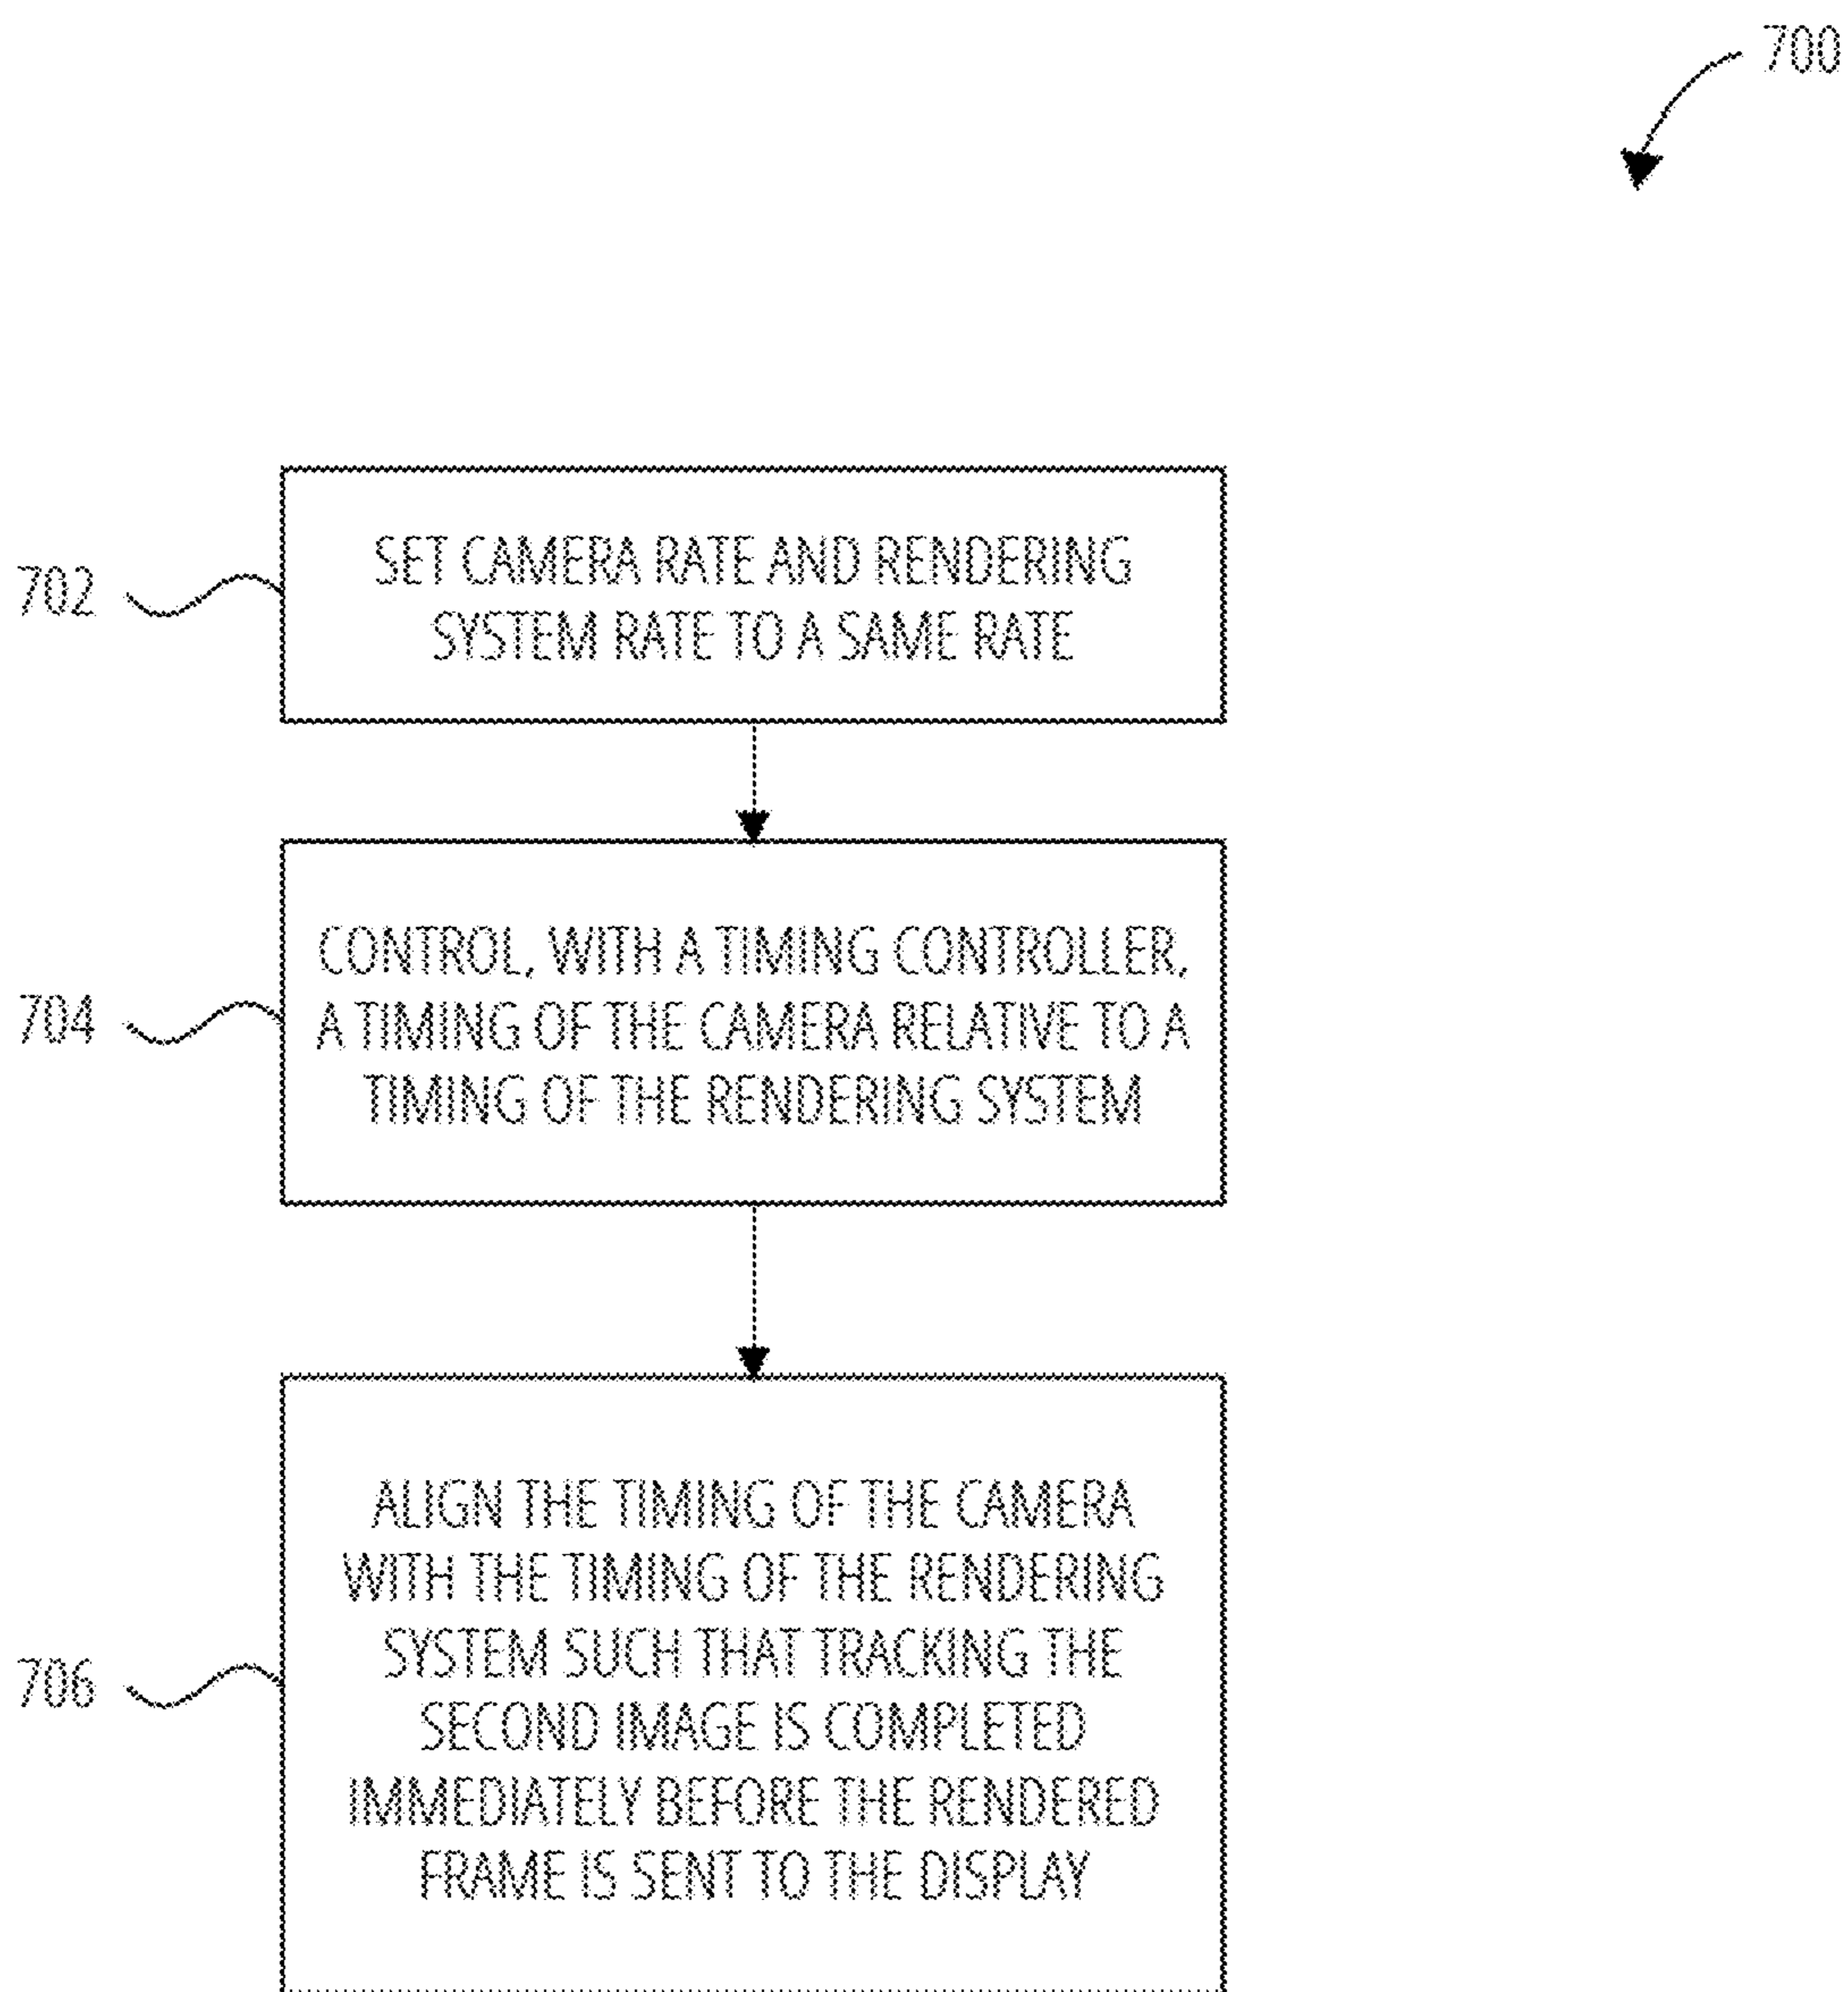 700
702
SET CAMERA RATE AND RENDERING
SYSTEM RATE TO A SAME RATE
704
CONTROL, WITH A TIMING CONTROLLER,
A TIMING OF THE CAMERA RELATIVE TO A
TIMING OF THE RENDERING SYSTEM
706
ALIGN THE TIMING OF THE CAMERA
WITH THE TIMING OF THE RENDERING
SYSTEM SUCH THAT TRACKING THE
SECOND IMAGE IS COMPLETED
IMMEDIATELY BEFORE THE RENDERED
FRAME IS SENT TO THE DISPLAY